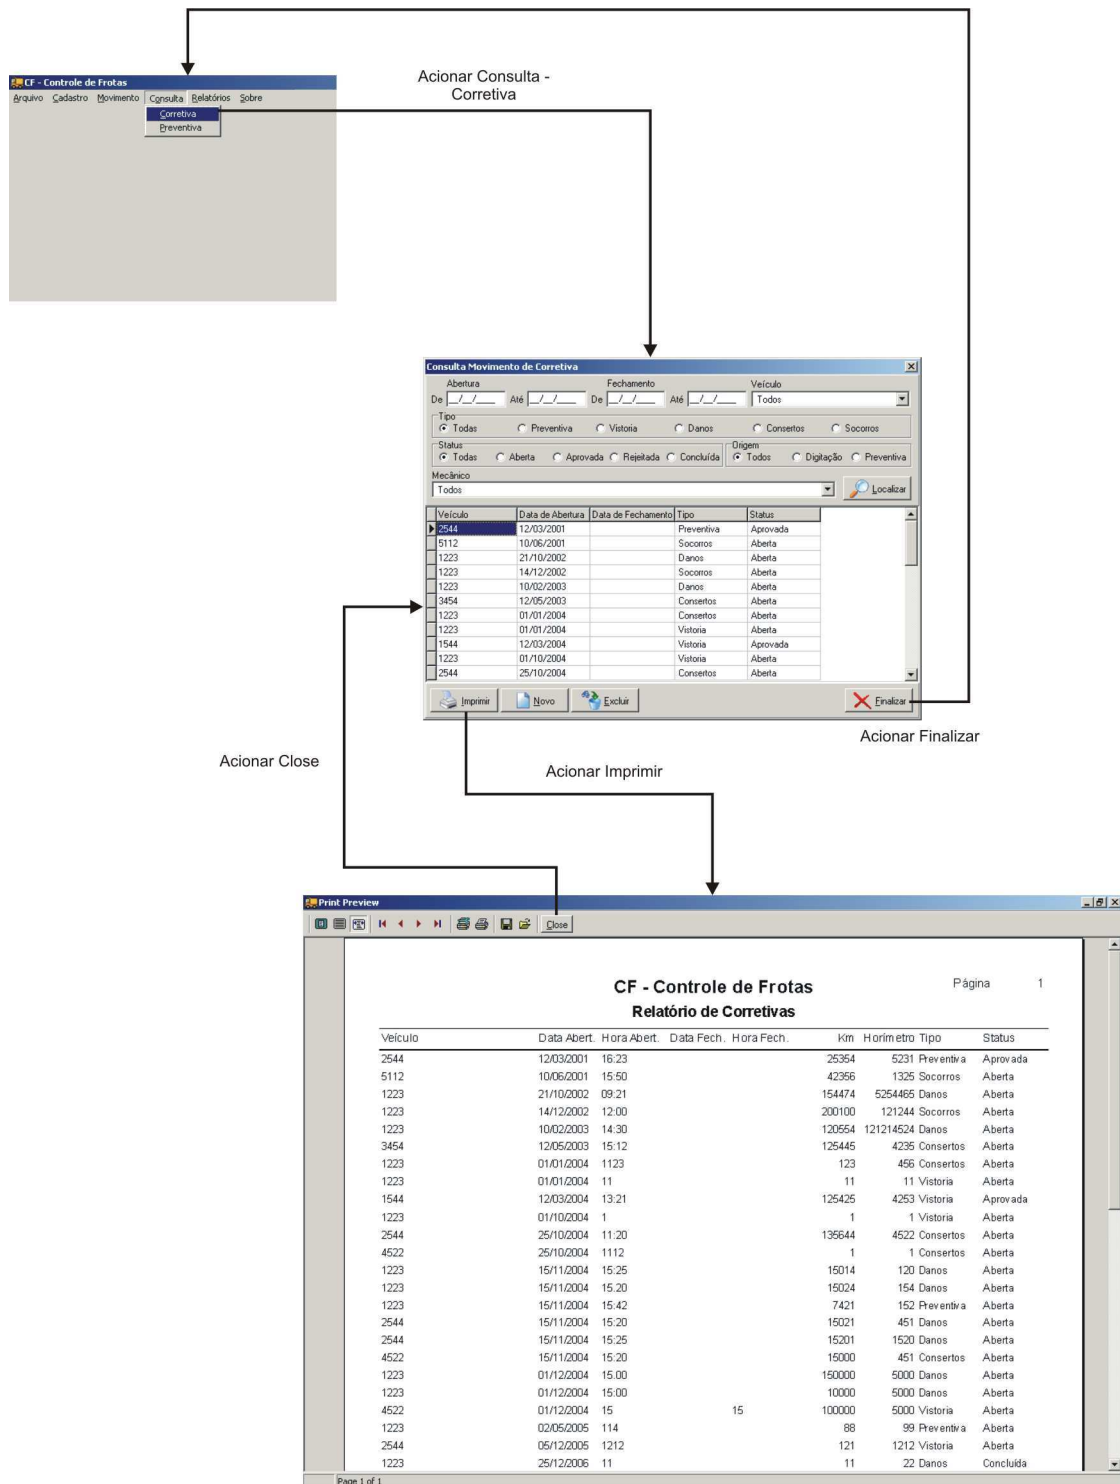 CF - Controle de Frotas
Arquivo Cadastro Movimento Consulta Relatórios Sobre
Corretiva
Preventiva
Acionar Consulta -
Corretiva
Consulta Movimento de Corretiva
Abertura Fechamento Veículo
De __/__/____ Até __/__/____ De __/__/____ Até __/__/____ Todos
Tipo
Todas Preventiva Vistoria Danos Consertos Socorros
Status Origem
Todas Aberta Aprovada Rejeitada Concluída Todos Digitação Preventiva
Mecânico
Todos Localizar
Veículo Data de Abertura Data de Fechamento Tipo Status
2544 12/03/2001 Preventiva Aprovada
5112 10/06/2001 Socorros Aberta
1223 21/10/2002 Danos Aberta
1223 14/12/2002 Socorros Aberta
1223 10/02/2003 Danos Aberta
3454 12/05/2003 Consertos Aberta
1223 01/01/2004 Consertos Aberta
1223 01/01/2004 Vistoria Aberta
1544 12/03/2004 Vistoria Aprovada
1223 01/10/2004 Vistoria Aberta
2544 25/10/2004 Consertos Aberta
Imprimir Novo Excluir Finalizar
Acionar Finalizar
Acionar Close
Acionar Imprimir
Print Preview
Close
CF - Controle de Frotas Página 1
Relatório de Corretivas
Veículo Data Abert. Hora Abert. Data Fech. Hora Fech. Km Horímetro Tipo Status
2544 12/03/2001 16:23 25354 5231 Preventiva Aprovada
5112 10/06/2001 15:50 42356 1325 Socorros Aberta
1223 21/10/2002 09:21 154474 5254465 Danos Aberta
1223 14/12/2002 12:00 200100 121244 Socorros Aberta
1223 10/02/2003 14:30 120554 121214524 Danos Aberta
3454 12/05/2003 15:12 125445 4235 Consertos Aberta
1223 01/01/2004 1123 123 456 Consertos Aberta
1223 01/01/2004 11 11 11 Vistoria Aberta
1544 12/03/2004 13:21 125425 4253 Vistoria Aprovada
1223 01/10/2004 1 1 1 Vistoria Aberta
2544 25/10/2004 11:20 135644 4522 Consertos Aberta
4522 25/10/2004 1112 1 1 Consertos Aberta
1223 15/11/2004 15:25 15014 120 Danos Aberta
1223 15/11/2004 15.20 15024 154 Danos Aberta
1223 15/11/2004 15:42 7421 152 Preventiva Aberta
2544 15/11/2004 15:20 15021 451 Danos Aberta
2544 15/11/2004 15:25 15201 1520 Danos Aberta
4522 15/11/2004 15:20 15000 451 Consertos Aberta
1223 01/12/2004 15.00 150000 5000 Danos Aberta
1223 01/12/2004 15:00 10000 5000 Danos Aberta
4522 01/12/2004 15 15 100000 5000 Vistoria Aberta
1223 02/05/2005 114 88 99 Preventiva Aberta
2544 05/12/2005 1212 121 1212 Vistoria Aberta
1223 25/12/2006 11 11 22 Danos Concluída
Page 1 of 1